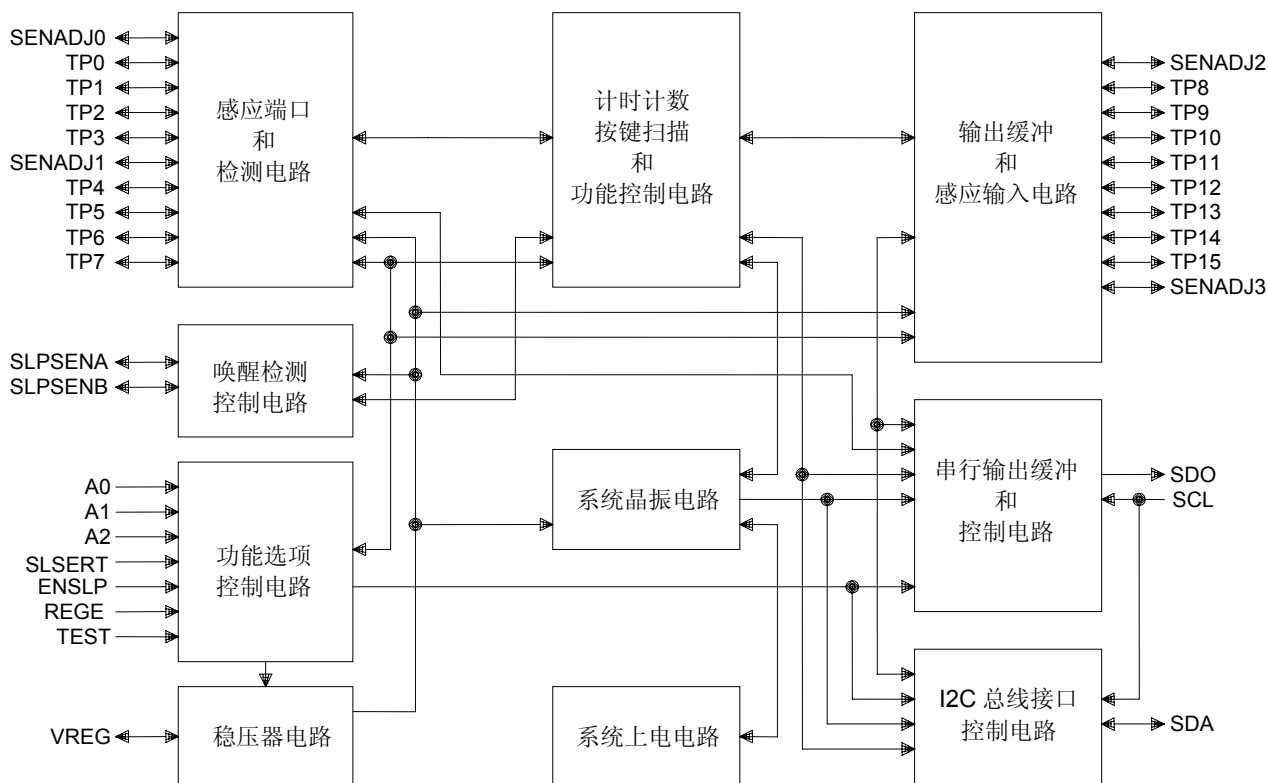 SENADJ0
TP0
TP1
TP2
TP3
SENADJ1
TP4
TP5
TP6
TP7
感应端口
和
检测电路
计时计数
按键扫描
和
功能控制电路
输出缓冲
和
感应输入电路
SENADJ2
TP8
TP9
TP10
TP11
TP12
TP13
TP14
TP15
SENADJ3
SLPSENA
SLPSENB
唤醒检测
控制电路
A0
A1
A2
SLSERT
ENSLP
REGE
TEST
功能选项
控制电路
系统晶振电路
串行输出缓冲
和
控制电路
SDO
SCL
VREG
稳压器电路
系统上电电路
I2C 总线接口
控制电路
SDA